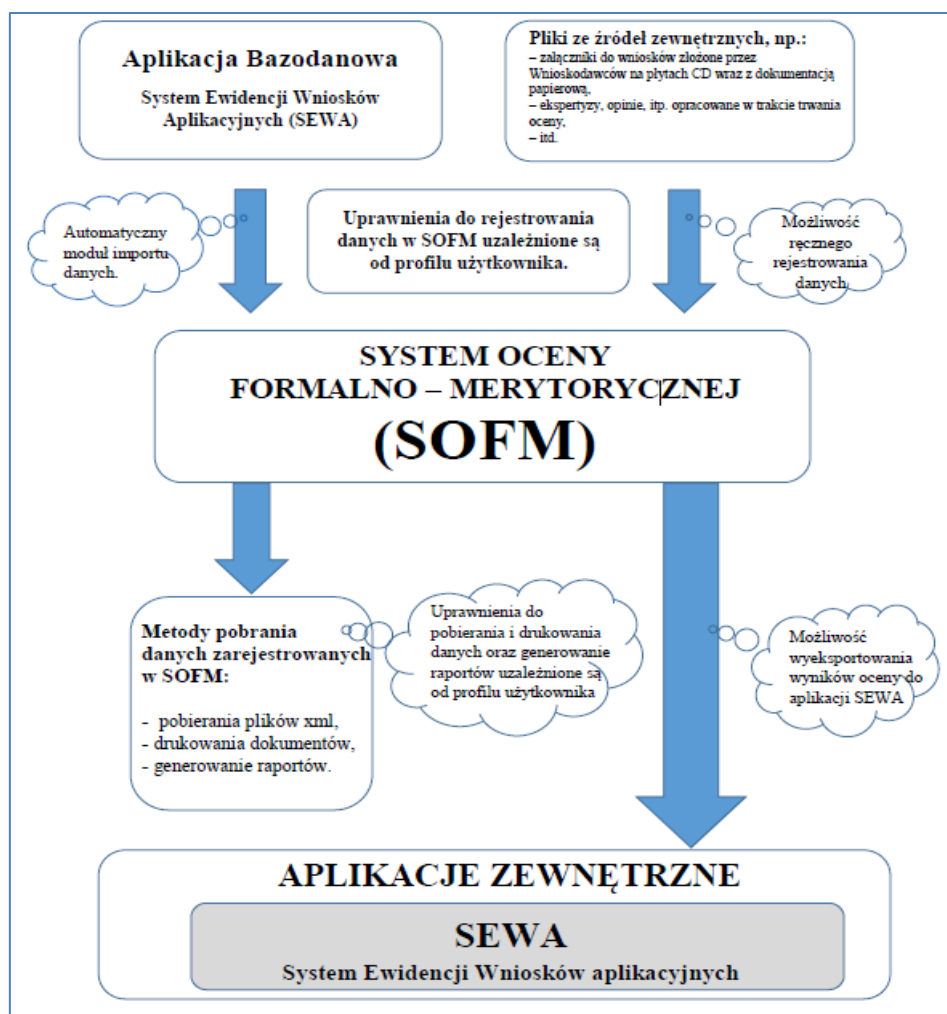 Aplikacja Bazodanowa
System Ewidencji Wniosków
Aplikacyjnych (SEWA)
Pliki ze źródeł zewnętrznych, np.:
– załączniki do wniosków złożone przez
Wnioskodawców na płytach CD wraz z dokumentacją
papierową,
– ekspertyzy, opinie, itp. opracowane w trakcie trwania
oceny,
– itd.
Automatyczny
moduł importu
danych.
Uprawnienia do rejestrowania
danych w SOFM uzależnione są
od profilu użytkownika.
Możliwość
ręcznego
rejestrowania
danych
SYSTEM OCENY
FORMALNO – MERYTORYCZNEJ
(SOFM)
Metody pobrania
danych zarejestrowanych
w SOFM:
- pobierania plików xml,
- drukowania dokumentów,
- generowanie raportów.
Uprawnienia do
pobierania i drukowania
danych oraz generowanie
raportów uzależnione są
od profilu użytkownika
Możliwość
wyeksportowania
wyników oceny do
aplikacji SEWA
APLIKACJE ZEWNĘTRZNE
SEWA
System Ewidencji Wniosków aplikacyjnych